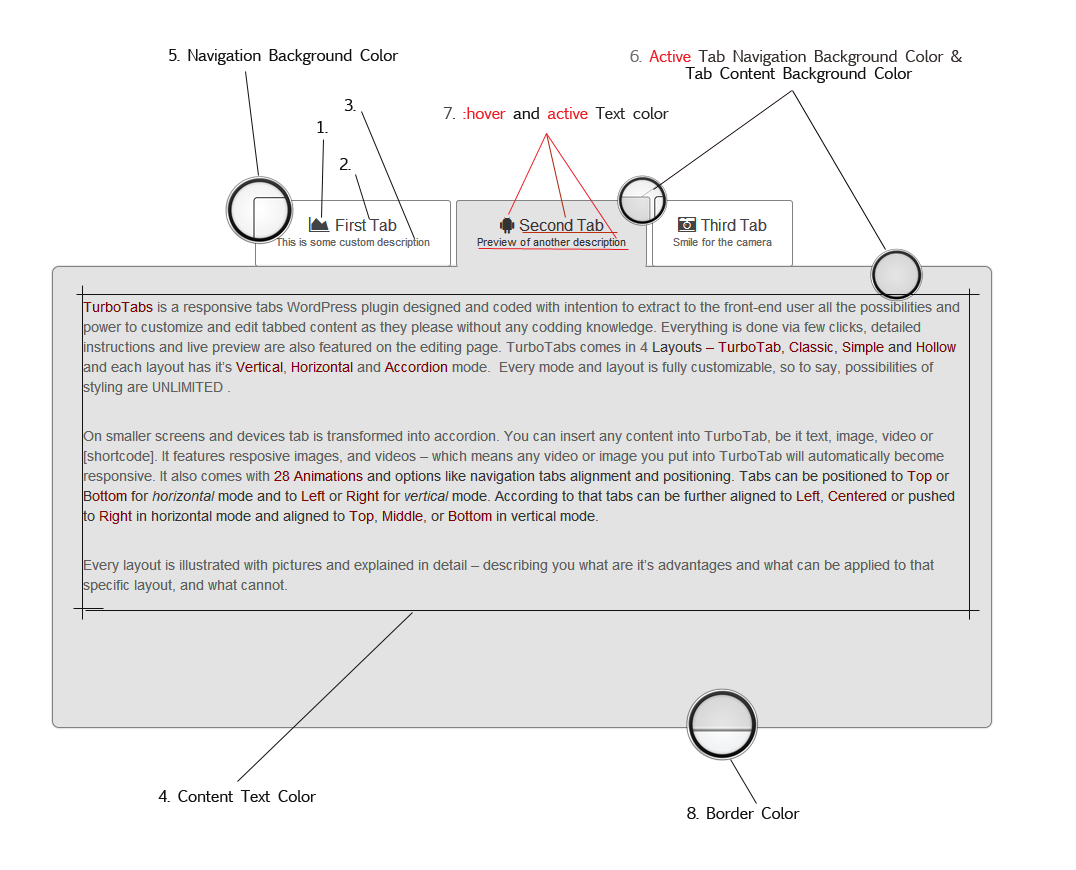 5. Navigation Background Color
6. Active Tab Navigation Background Color &
Tab Content Background Color
3.
7. :hover and active Text color
1.
2.
First Tab
This is some custom description
Second Tab
Preview of another description
Third Tab
Smile for the camera
TurboTabs is a responsive tabs WordPress plugin designed and coded with intention to extract to the front-end user all the possibilities and
power to customize and edit tabbed content as they please without any codding knowledge. Everything is done via few clicks, detailed
instructions and live preview are also featured on the editing page. TurboTabs comes in 4 Layouts – TurboTab, Classic, Simple and Hollow
and each layout has it's Vertical, Horizontal and Accordion mode.  Every mode and layout is fully customizable, so to say, possibilities of
styling are UNLIMITED .
On smaller screens and devices tab is transformed into accordion. You can insert any content into TurboTab, be it text, image, video or
[shortcode]. It features resposive images, and videos – which means any video or image you put into TurboTab will automatically become
responsive. It also comes with 28 Animations and options like navigation tabs alignment and positioning. Tabs can be positioned to Top or
Bottom for horizontal mode and to Left or Right for vertical mode. According to that tabs can be further aligned to Left, Centered or pushed
to Right in horizontal mode and aligned to Top, Middle, or Bottom in vertical mode.
Every layout is illustrated with pictures and explained in detail – describing you what are it's advantages and what can be applied to that
specific layout, and what cannot.
4. Content Text Color
8. Border Color